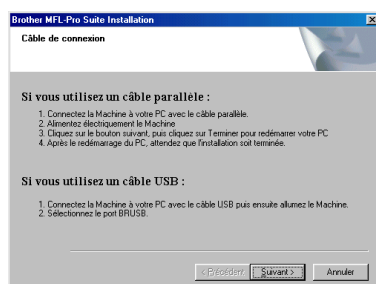 Brother MFL-Pro Suite Installation
Câble de connexion
Si vous utilisez un câble parallèle :
1. Connectez la Machine à votre PC avec le câble parallèle.
2. Alimentez électriquement le Machine
3. Cliquez sur le bouton suivant, puis cliquez sur Terminer pour redémarrer votre PC
4. Après le redémarrage du PC, attendez que l'installation soit terminée.
Si vous utilisez un câble USB :
1. Connectez la Machine à votre PC avec le câble USB puis ensuite allumez le Machine.
2. Sélectionnez le port BRUSB.
< Précédent Suivant > Annuler